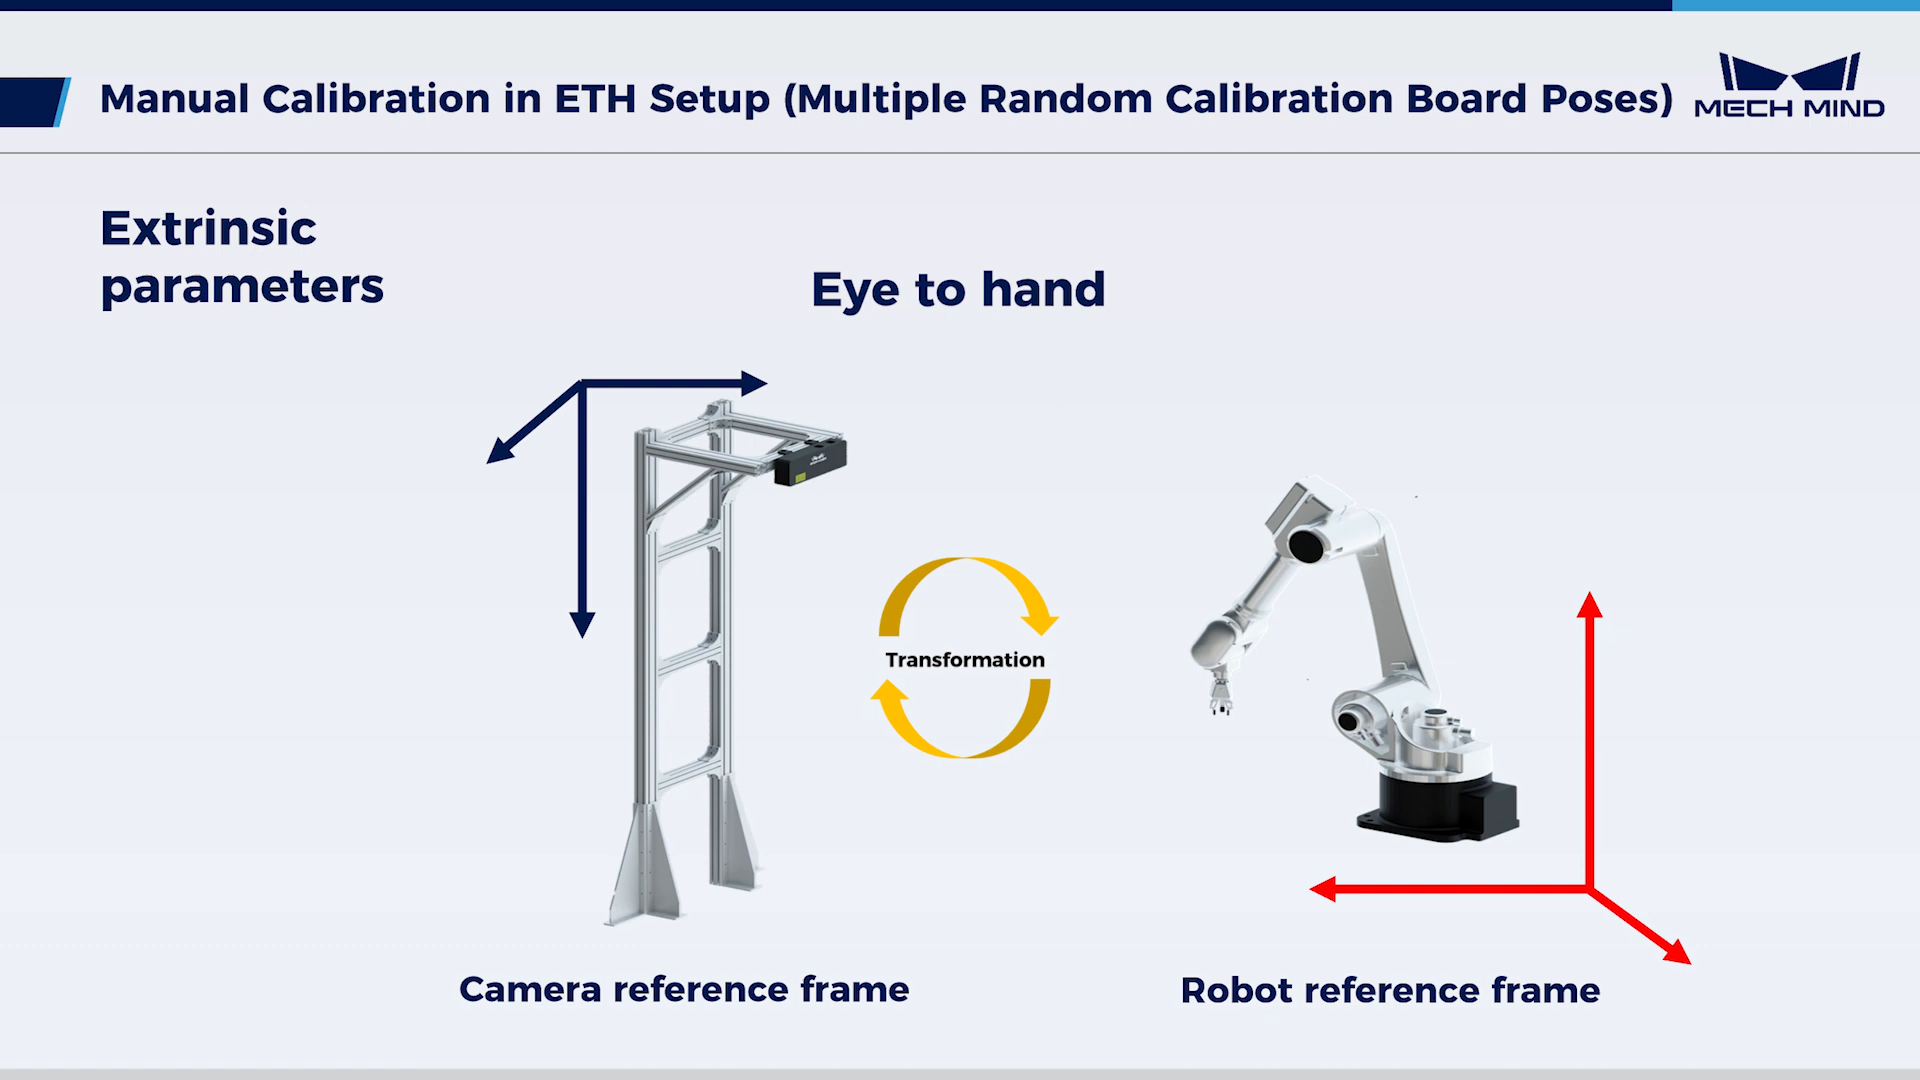 Manual Calibration in ETH Setup (Multiple Random Calibration Board Poses)
MECH MIND
Extrinsic
parameters
Eye to hand
Transformation
Camera reference frame
Robot reference frame